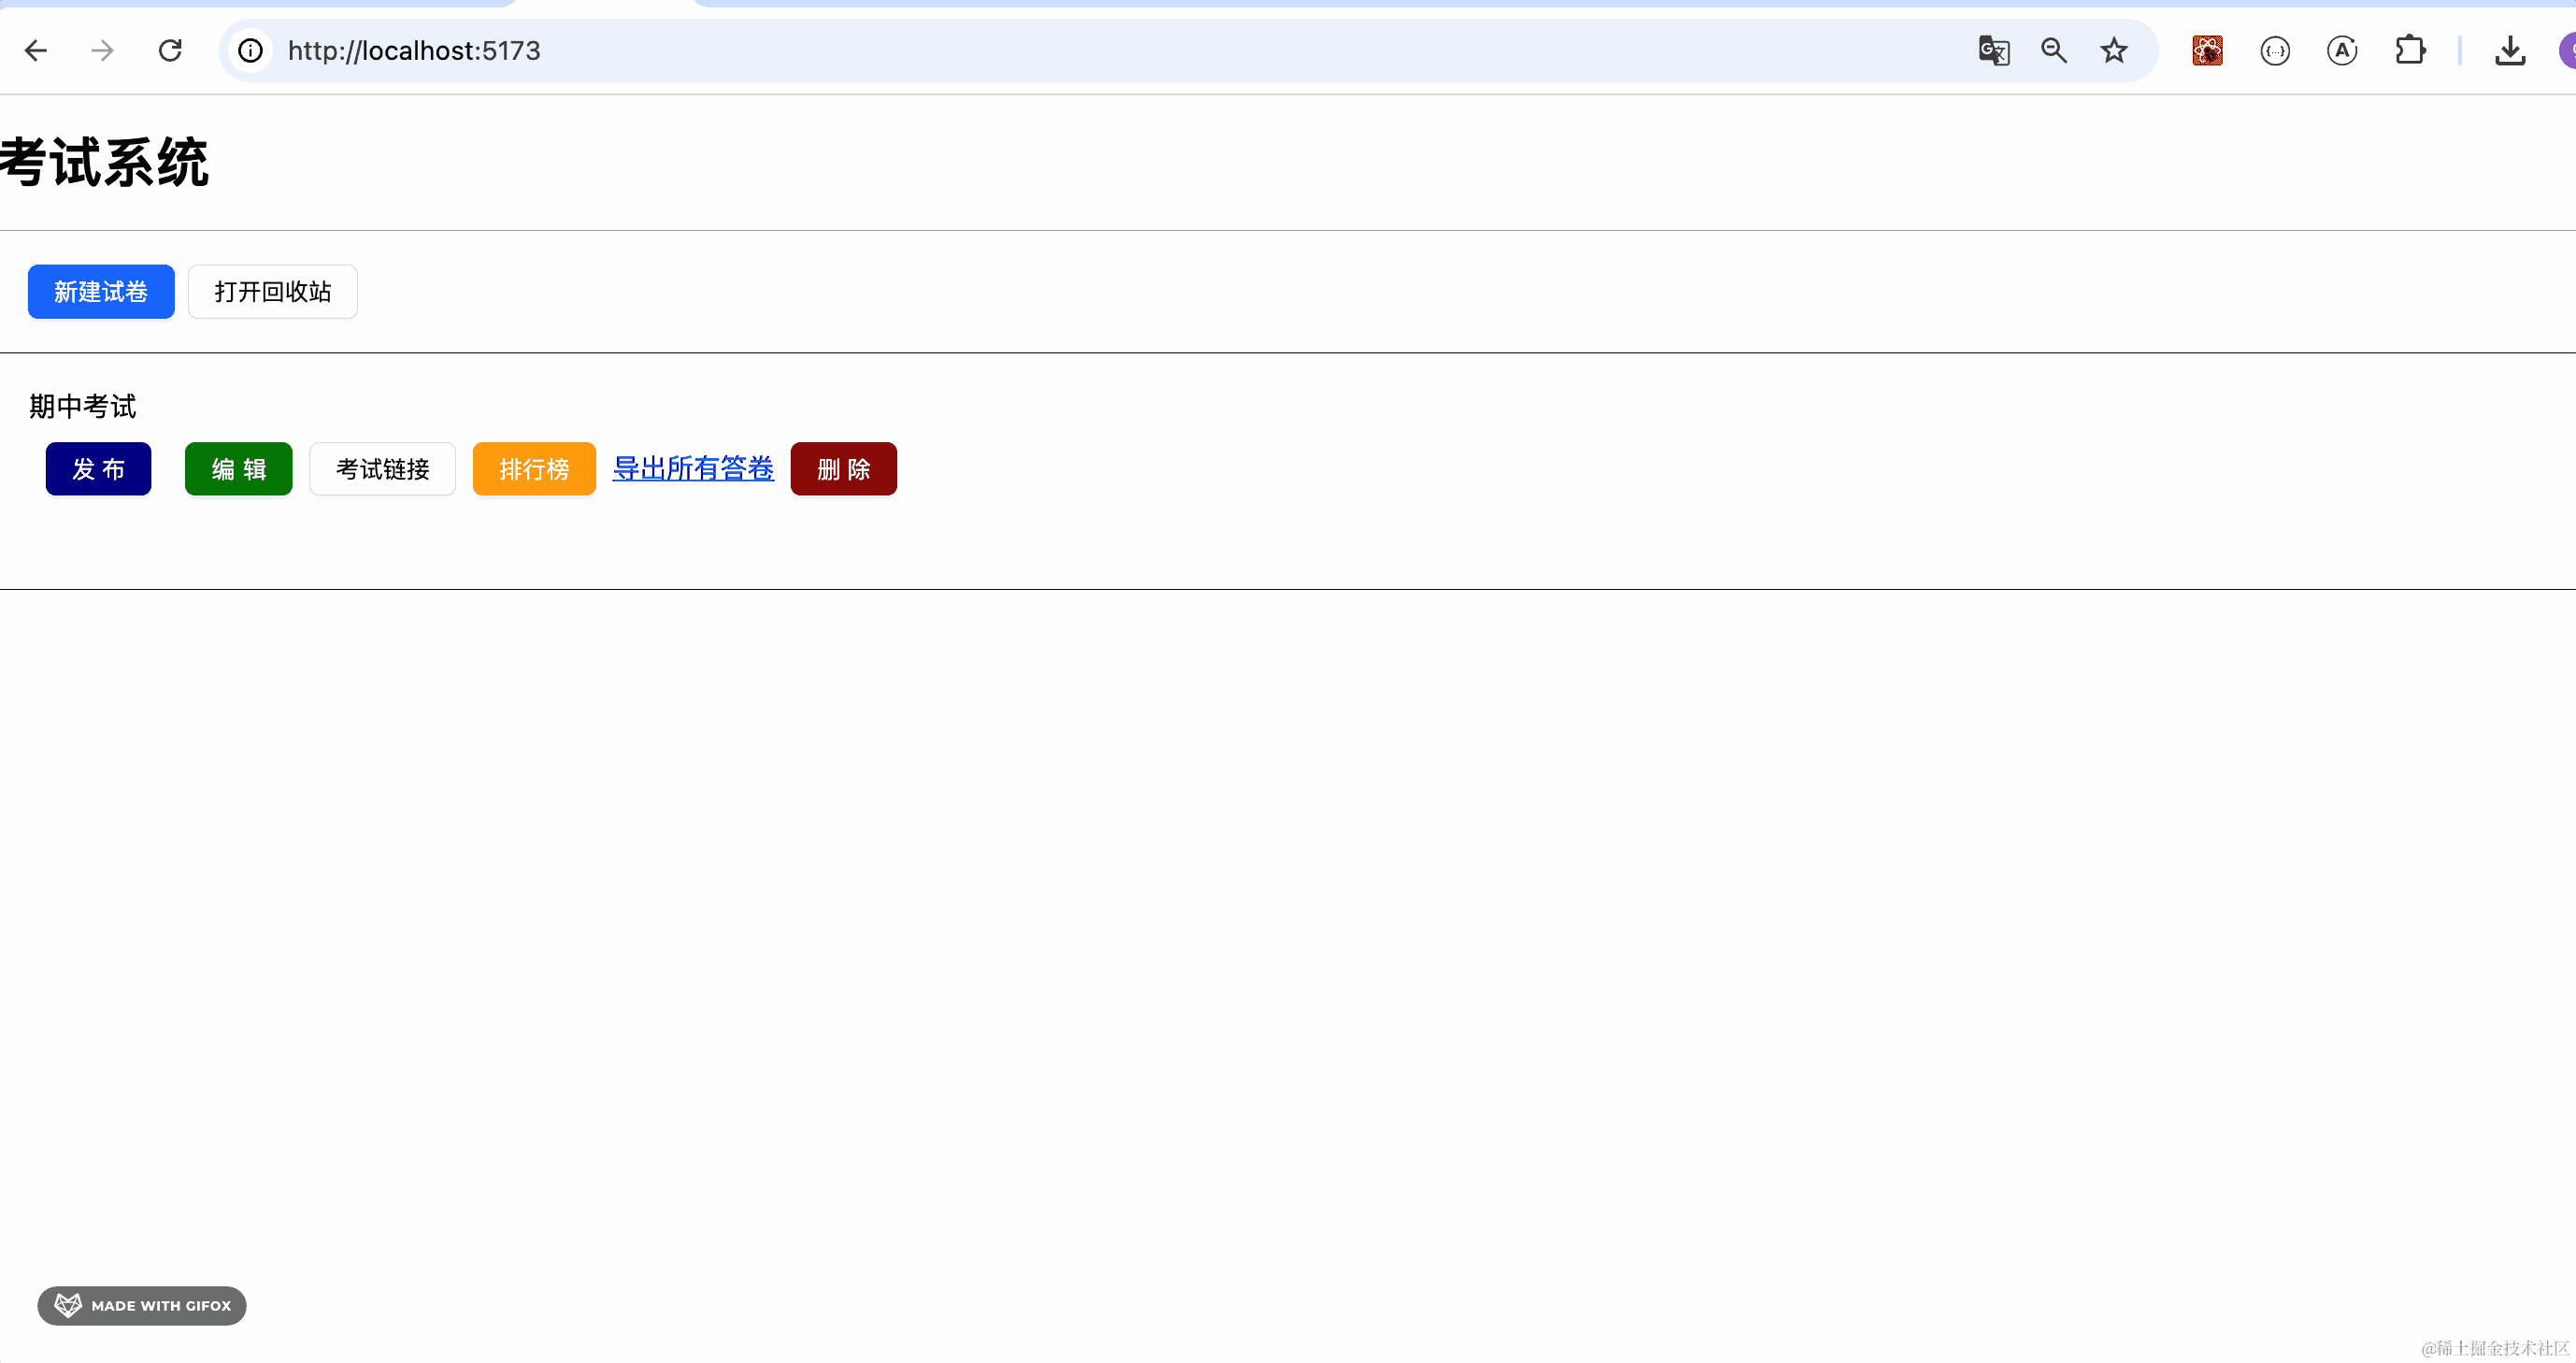 http://localhost:5173
考试系统
新建试卷 打开回收站
期中考试
发 布 编 辑 考试链接 排行榜 导出所有答卷 删 除
MADE WITH GIFOX
@稀土掘金技术社区